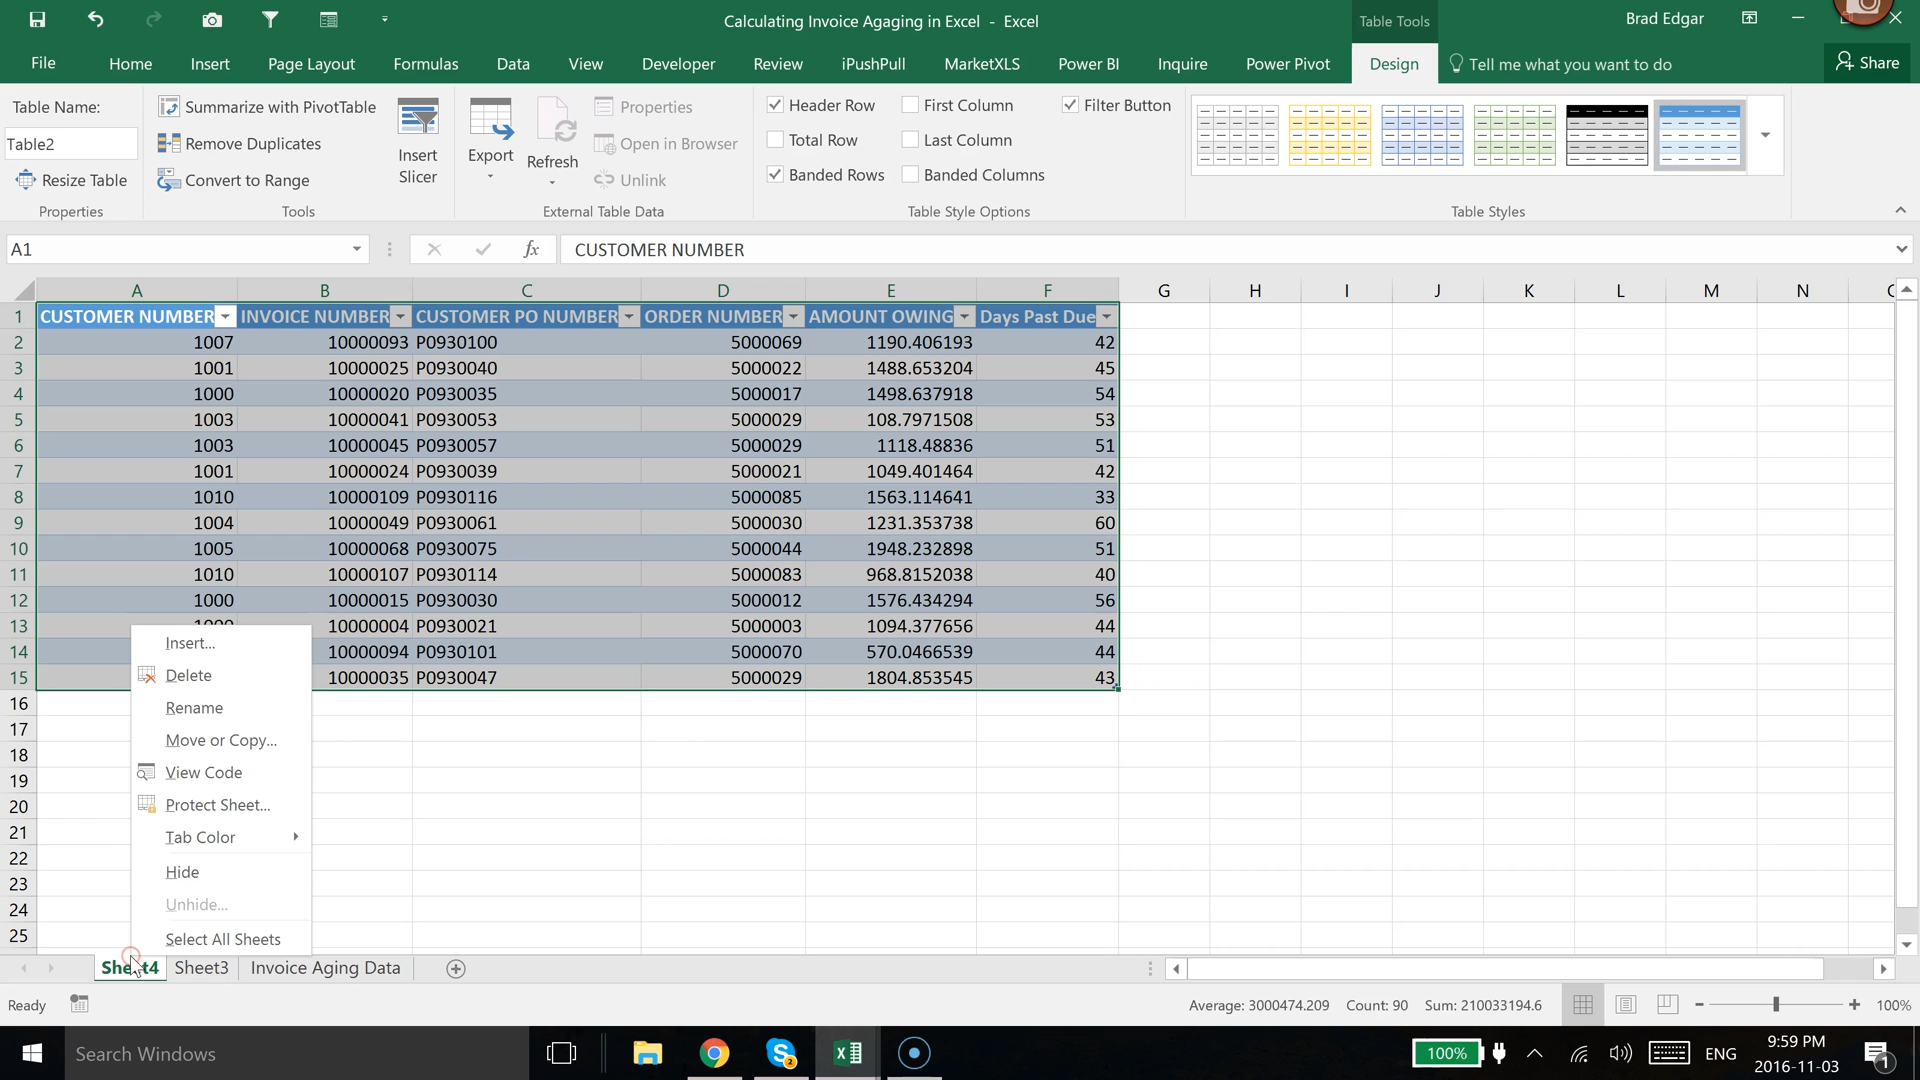 Calculating Invoice Agaging in Excel - Excel
Table Tools
Brad Edgar
File Home Insert Page Layout Formulas Data View Developer Review iPushPull MarketXLS Power BI Inquire Power Pivot Design Tell me what you want to do Share
Table Name:
Table2
Resize Table
Properties
Summarize with PivotTable
Remove Duplicates
Convert to Range
Tools
Insert Slicer
Export
Refresh
Properties
Open in Browser
Unlink
External Table Data
Header Row First Column Filter Button
Total Row Last Column
Banded Rows Banded Columns
Table Style Options
Table Styles
A1 fx CUSTOMER NUMBER
A B C D E F G H I J K L M N
1 CUSTOMER NUMBER INVOICE NUMBER CUSTOMER PO NUMBER ORDER NUMBER AMOUNT OWING Days Past Due
2 1007 10000093 P0930100 5000069 1190.406193 42
3 1001 10000025 P0930040 5000022 1488.653204 45
4 1000 10000020 P0930035 5000017 1498.637918 54
5 1003 10000041 P0930053 5000029 108.7971508 53
6 1003 10000045 P0930057 5000029 1118.48836 51
7 1001 10000024 P0930039 5000021 1049.401464 42
8 1010 10000109 P0930116 5000085 1563.114641 33
9 1004 10000049 P0930061 5000030 1231.353738 60
10 1005 10000068 P0930075 5000044 1948.232898 51
11 1010 10000107 P0930114 5000083 968.8152038 40
12 1000 10000015 P0930030 5000012 1576.434294 56
13 10000004 P0930021 5000003 1094.377656 44
14 10000094 P0930101 5000070 570.0466539 44
15 10000035 P0930047 5000029 1804.853545 43
16
17
18
19
20
21
22
23
24
25
Insert...
Delete
Rename
Move or Copy...
View Code
Protect Sheet...
Tab Color
Hide
Unhide...
Select All Sheets
Sheet4 Sheet3 Invoice Aging Data
Ready Average: 3000474.209 Count: 90 Sum: 210033194.6 100%
Search Windows
2
100%
ENG
9:59 PM
2016-11-03
1